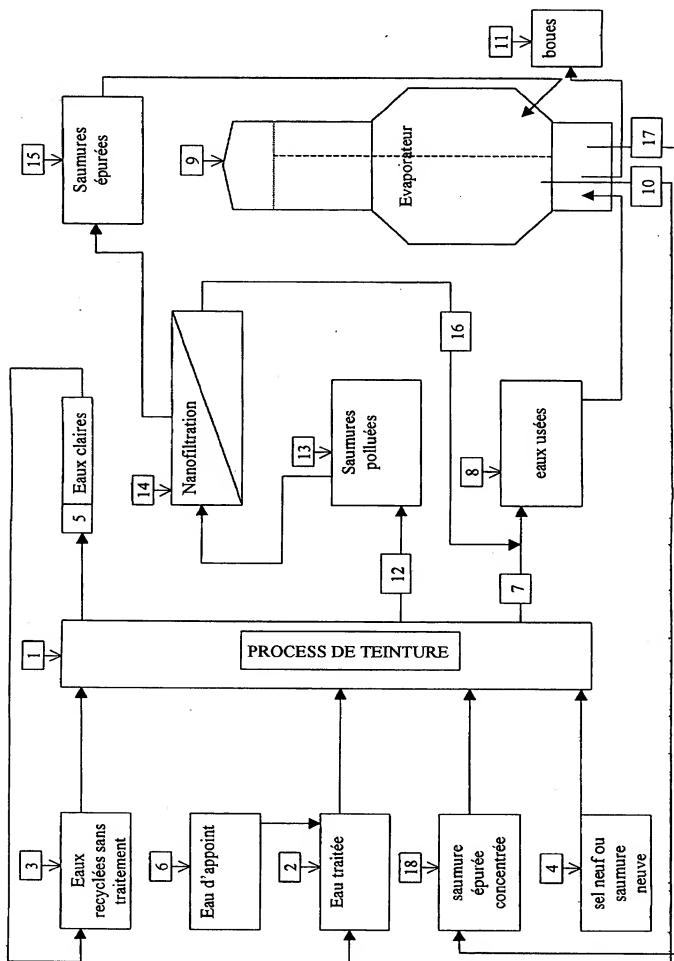 3
Eaux
recyclées sans
traitement
6
Eau d'appoint
2
Eau traitée
18
saumure
épurée
concentrée
4
sel neuf ou
saumure
neuve
1
PROCESS DE TEINTURE
5
Eaux claires
14
Nanofiltration
12
13
Saumures
polluées
7
16
8
eaux usées
15
Saumures
épurées
9
Evaporateur
10
17
11
boues